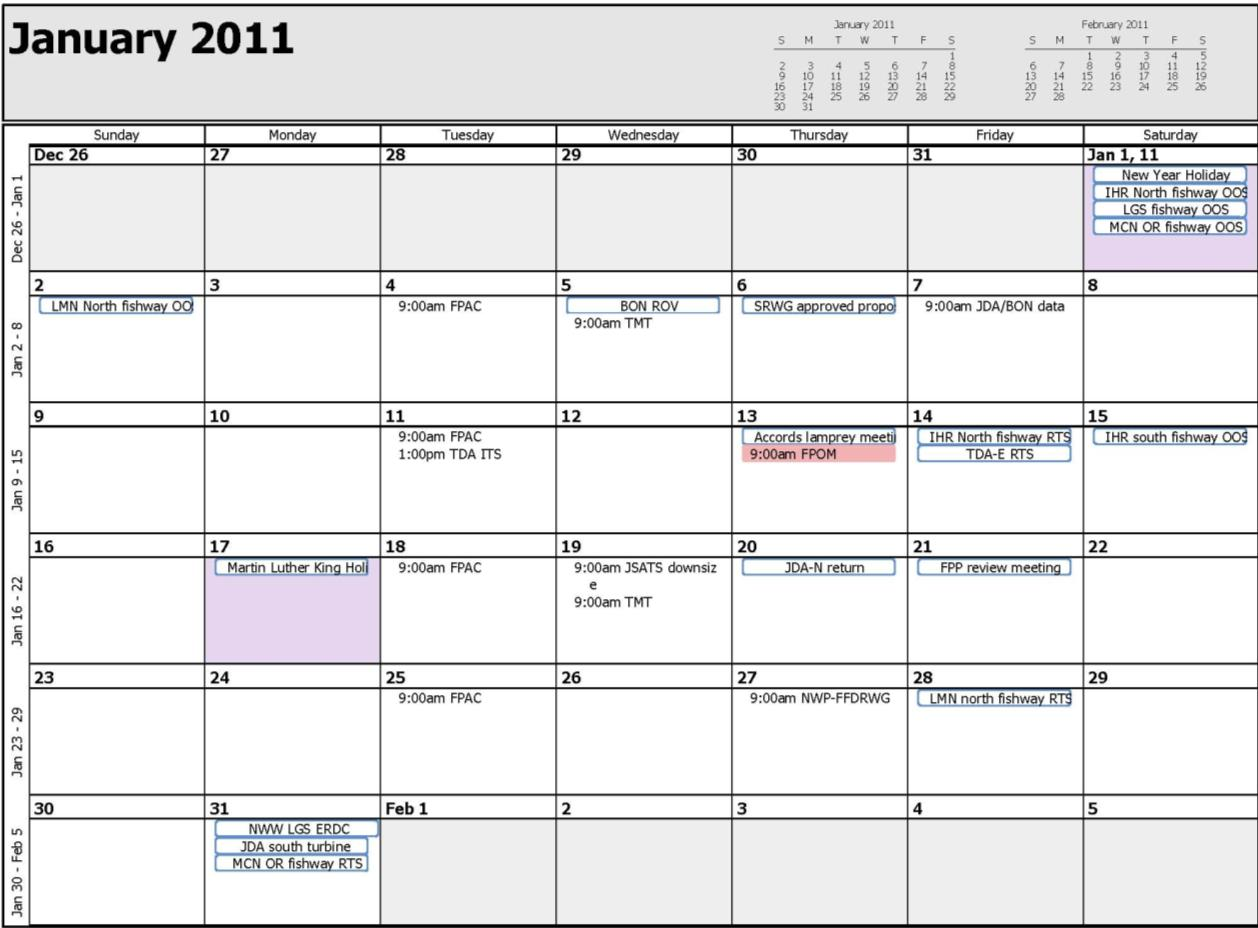 January 2011
January 2011
February 2011
S M T W T F S
S M T W T F S
1
1 2 3 4 5
2 3 4 5 6 7 8
6 7 8 9 10 11 12
9 10 11 12 13 14 15
13 14 15 16 17 18 19
16 17 18 19 20 21 22
20 21 22 23 24 25 26
23 24 25 26 27 28 29
27 28
30 31
Sunday Monday Tuesday Wednesday Thursday Friday Saturday
Dec 26 - Jan 1
Dec 26 27 28 29 30 31 Jan 1, 11
New Year Holiday
IHR North fishway OOS
LGS fishway OOS
MCN OR fishway OOS
Jan 2 - 8
2 3 4 5 6 7 8
LMN North fishway OO
9:00am FPAC
BON ROV
9:00am TMT
SRWG approved propo
9:00am JDA/BON data
Jan 9 - 15
9 10 11 12 13 14 15
9:00am FPAC
1:00pm TDA ITS
Accords lamprey meeti
9:00am FPOM
IHR North fishway RTS
TDA-E RTS
IHR south fishway OOS
Jan 16 - 22
16 17 18 19 20 21 22
Martin Luther King Holi
9:00am FPAC
9:00am JSATS downsiz
e
9:00am TMT
JDA-N return
FPP review meeting
Jan 23 - 29
23 24 25 26 27 28 29
9:00am FPAC
9:00am NWP-FFDRWG
LMN north fishway RTS
Jan 30 - Feb 5
30 31 Feb 1 2 3 4 5
NWW LGS ERDC
JDA south turbine
MCN OR fishway RTS